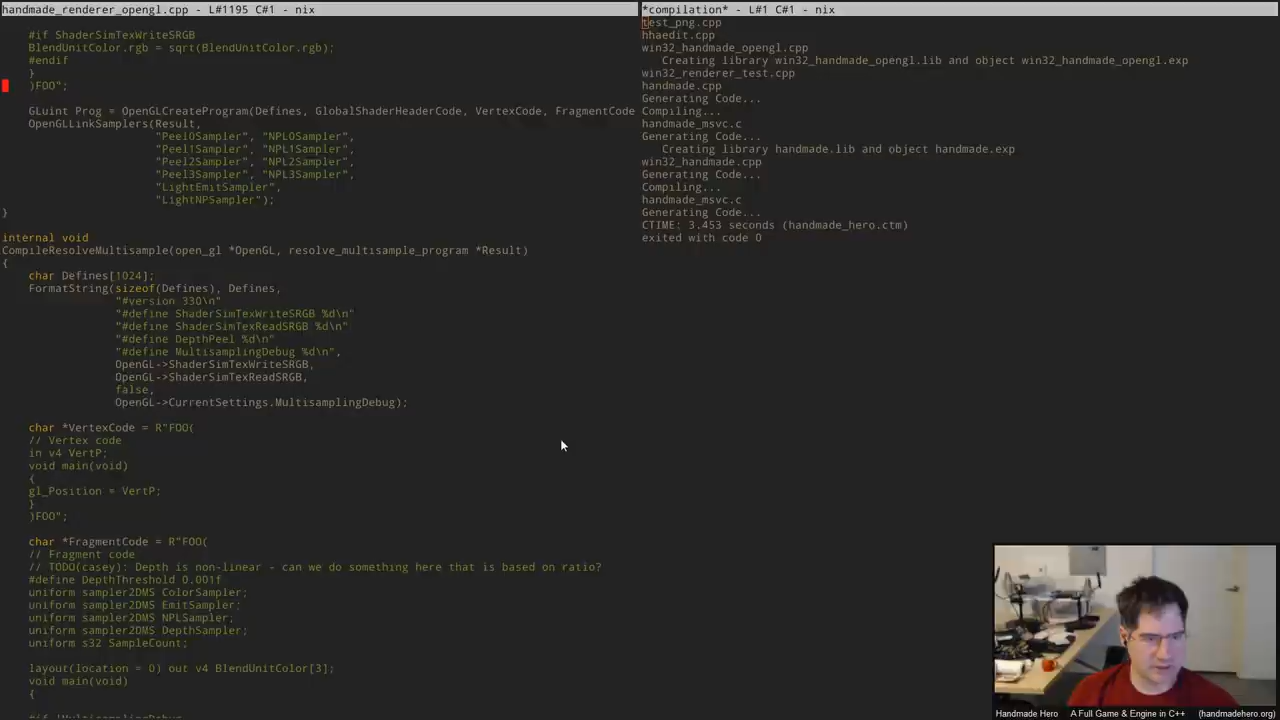 handmade_renderer_opengl.cpp - L#1195 C#1 - nix
#if ShaderSimTexWriteSRGB
BlendUnitColor.rgb = sqrt(BlendUnitColor.rgb);
#endif
}
)FOO";
GLuint Prog = OpenGLCreateProgram(Defines, GlobalShaderHeaderCode, VertexCode, FragmentCode
OpenGLLinkSamplers(Result,
"Peel0Sampler", "NPL0Sampler",
"Peel1Sampler", "NPL1Sampler",
"Peel2Sampler", "NPL2Sampler",
"Peel3Sampler", "NPL3Sampler",
"LightEmitSampler",
"LightNPSampler");
}
internal void
CompileResolveMultisample(open_gl *OpenGL, resolve_multisample_program *Result)
{
char Defines[1024];
FormatString(sizeof(Defines), Defines,
"#version 330\n"
"#define ShaderSimTexWriteSRGB %d\n"
"#define ShaderSimTexReadSRGB %d\n"
"#define DepthPeel %d\n"
"#define MultisamplingDebug %d\n",
OpenGL->ShaderSimTexWriteSRGB,
OpenGL->ShaderSimTexReadSRGB,
false,
OpenGL->CurrentSettings.MultisamplingDebug);
char *VertexCode = R"FOO(
// Vertex code
in v4 VertP;
void main(void)
{
gl_Position = VertP;
}
)FOO";
char *FragmentCode = R"FOO(
// Fragment code
// TODO(casey): Depth is non-linear - can we do something here that is based on ratio?
#define DepthThreshold 0.001f
uniform sampler2DMS ColorSampler;
uniform sampler2DMS EmitSampler;
uniform sampler2DMS NPLSampler;
uniform sampler2DMS DepthSampler;
uniform s32 SampleCount;
layout(location = 0) out v4 BlendUnitColor[3];
void main(void)
{
#if !MultisamplingDebug
*compilation* - L#1 C#1 - nix
test_png.cpp
hhaedit.cpp
win32_handmade_opengl.cpp
Creating library win32_handmade_opengl.lib and object win32_handmade_opengl.exp
win32_renderer_test.cpp
handmade.cpp
Generating Code...
Compiling...
handmade_msvc.c
Generating Code...
Creating library handmade.lib and object handmade.exp
win32_handmade.cpp
Generating Code...
Compiling...
handmade_msvc.c
Generating Code...
CTIME: 3.453 seconds (handmade_hero.ctm)
exited with code 0
Handmade Hero A Full Game & Engine in C++ (handmadehero.org)